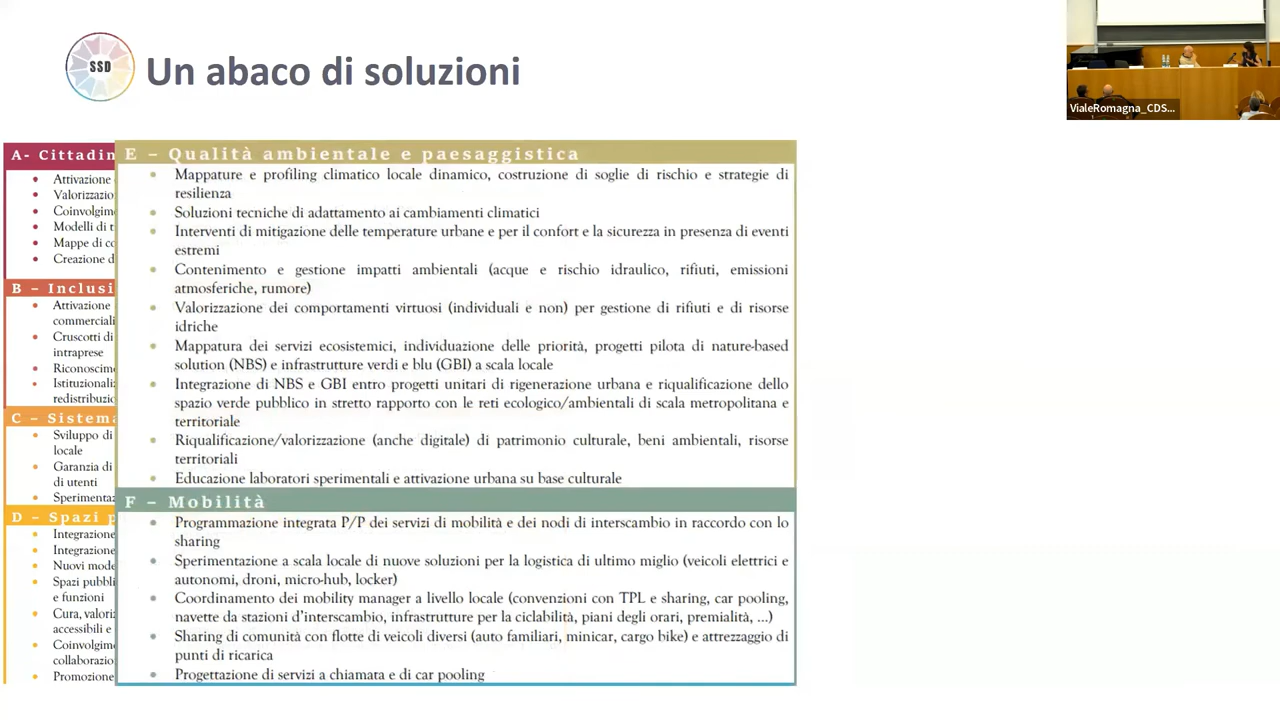 SSD
Un abaco di soluzioni
VialeRomagna_CDS...
A- Cittadin
Attivazione
Valorizzazio
Coinvolgime
Modelli di t
Mappe di co
Creazione d
B – Inclusi
Attivazione
commerciali
Cruscotti di
intraprese
Riconoscime
Istituzionali
redistribuzio
C – Sistema
Sviluppo di
locale
Garanzia di
di utenti
Sperimentaz
D – Spazi p
Integrazione
Integrazione
Nuovi mode
Spazi pubbli
e funzioni
Cura, valori
accessibili e
Coinvolgime
collaborazio
Promozione
E – Qualità ambientale e paesaggistica
Mappature e profiling climatico locale dinamico, costruzione di soglie di rischio e strategie di
resilienza
Soluzioni tecniche di adattamento ai cambiamenti climatici
Interventi di mitigazione delle temperature urbane e per il confort e la sicurezza in presenza di eventi
estremi
Contenimento e gestione impatti ambientali (acque e rischio idraulico, rifiuti, emissioni
atmosferiche, rumore)
Valorizzazione dei comportamenti virtuosi (individuali e non) per gestione di rifiuti e di risorse
idriche
Mappatura dei servizi ecosistemici, individuazione delle priorità, progetti pilota di nature-based
solution (NBS) e infrastrutture verdi e blu (GBI) a scala locale
Integrazione di NBS e GBI entro progetti unitari di rigenerazione urbana e riqualificazione dello
spazio verde pubblico in stretto rapporto con le reti ecologico/ambientali di scala metropolitana e
territoriale
Riqualificazione/valorizzazione (anche digitale) di patrimonio culturale, beni ambientali, risorse
territoriali
Educazione laboratori sperimentali e attivazione urbana su base culturale
F – Mobilità
Programmazione integrata P/P dei servizi di mobilità e dei nodi di interscambio in raccordo con lo
sharing
Sperimentazione a scala locale di nuove soluzioni per la logistica di ultimo miglio (veicoli elettrici e
autonomi, droni, micro-hub, locker)
Coordinamento dei mobility manager a livello locale (convenzioni con TPL e sharing, car pooling,
navette da stazioni d'interscambio, infrastrutture per la ciclabilità, piani degli orari, premialità, ...)
Sharing di comunità con flotte di veicoli diversi (auto familiari, minicar, cargo bike) e attrezzaggio di
punti di ricarica
Progettazione di servizi a chiamata e di car pooling